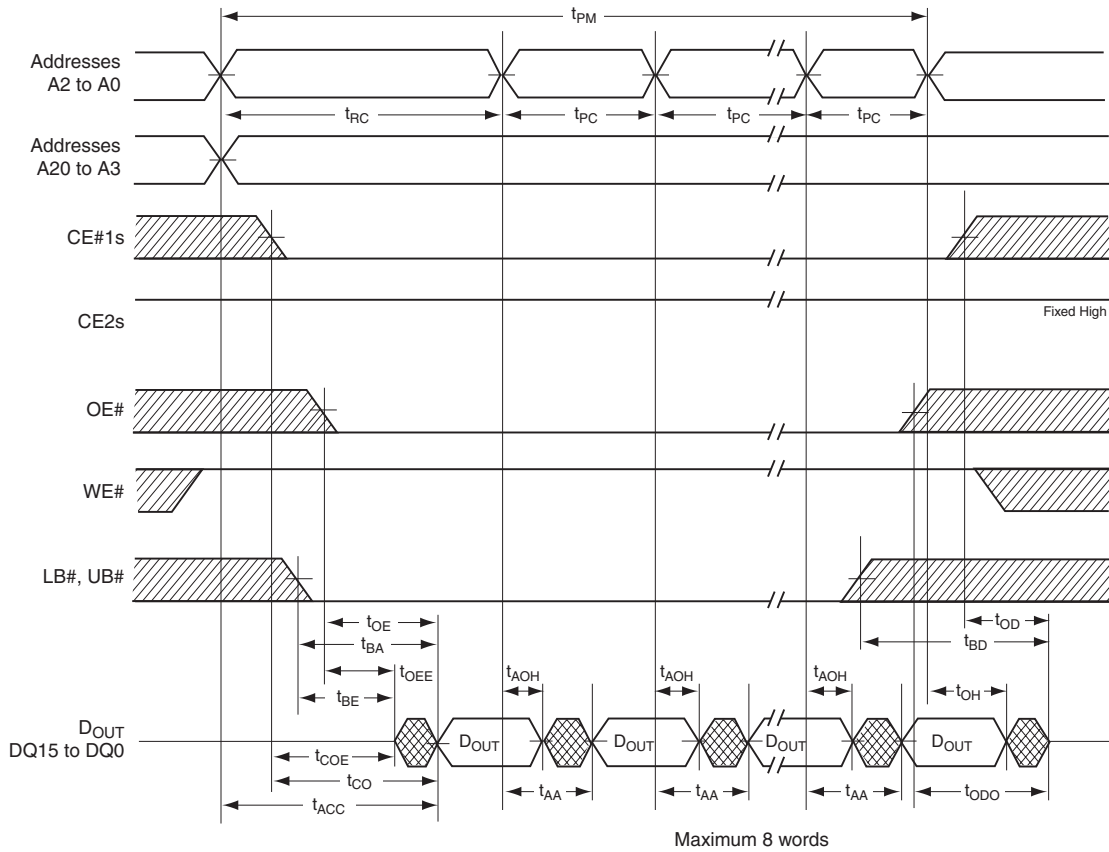 tPM
Addresses
A2 to A0
tRC tPC tPC tPC
Addresses
A20 to A3
CE#1s
CE2s
Fixed High
OE#
WE#
LB#, UB#
tOE
tOD
tBA
tBD
tOEE
tAOH tAOH tAOH
tBE
tOH
DOUT
DQ15 to DQ0
DOUT DOUT DOUT DOUT
tCOE
tCO
tAA tAA tAA tODO
tACC
Maximum 8 words